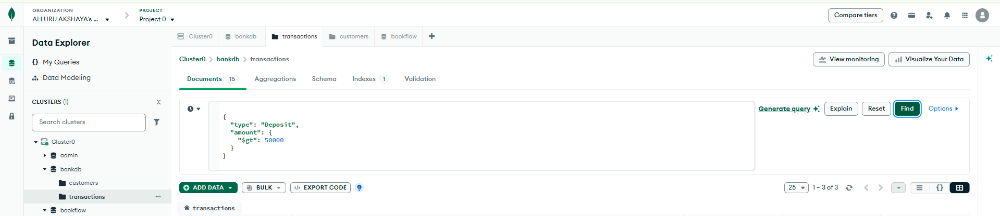 ORGANIZATION
ALLURU AKSHAYA's ...
PROJECT
Project 0
Compare tiers
Data Explorer
My Queries
Data Modeling
CLUSTERS (1)
Search clusters
Cluster0
admin
bankdb
customers
transactions
bookflow
Cluster0
bankdb
transactions
customers
bookflow
Cluster0 > bankdb > transactions
View monitoring
Visualize Your Data
Documents 15
Aggregations
Schema
Indexes 1
Validation
{
"type": "Deposit",
"amount": {
"$gt": 50000
}
}
Generate query
Explain
Reset
Find
Options
ADD DATA
BULK
EXPORT CODE
25
1 – 3 of 3
transactions